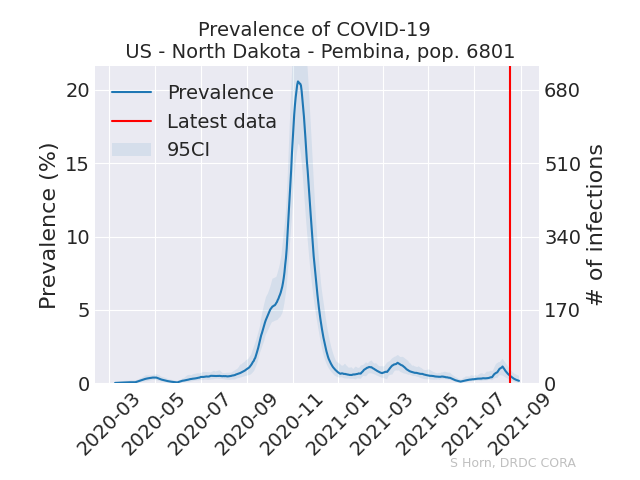 Prevalence of COVID-19
US - North Dakota - Pembina, pop. 6801
Prevalence
Latest data
95CI
Prevalence (%)
20
15
10
5
0
680
510
340
170
0
# of infections
2020-03
2020-05
2020-07
2020-09
2020-11
2021-01
2021-03
2021-05
2021-07
2021-09
S Horn, DRDC CORA